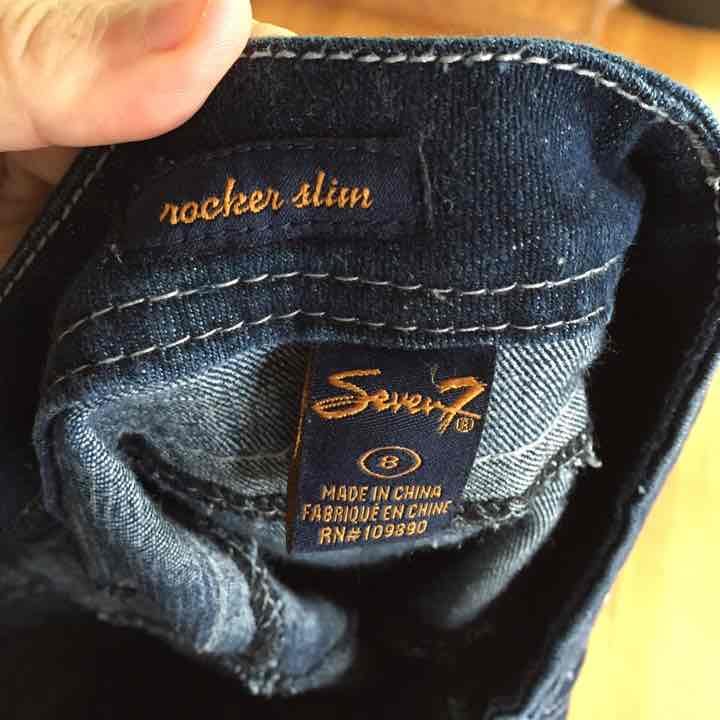 rocker slim
Seven7®
8
MADE IN CHINA
FABRIQUÉ EN CHINE
RN#109890